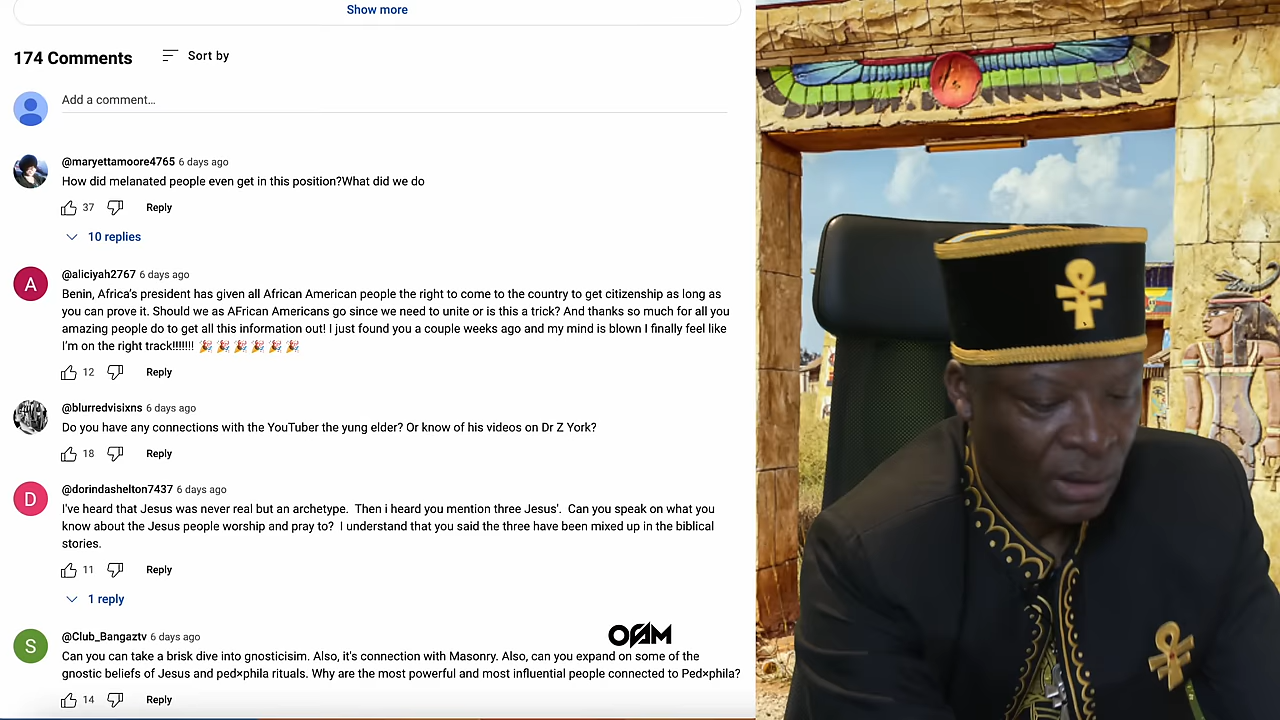 Show more
174 Comments
Sort by
Add a comment...
@maryettamoore4765 6 days ago
How did melanated people even get in this position?What did we do
37
Reply
10 replies
A
@aliciyah2767 6 days ago
Benin, Africa's president has given all African American people the right to come to the country to get citizenship as long as
you can prove it. Should we as AFrican Americans go since we need to unite or is this a trick? And thanks so much for all you
amazing people do to get all this information out! I just found you a couple weeks ago and my mind is blown I finally feel like
I'm on the right track!!!!!!! 🎉 🎉 🎉 🎉 🎉 🎉
12
Reply
@blurredvisixns 6 days ago
Do you have any connections with the YouTuber the yung elder? Or know of his videos on Dr Z York?
18
Reply
D
@dorindashelton7437 6 days ago
I've heard that Jesus was never real but an archetype. Then i heard you mention three Jesus'. Can you speak on what you
know about the Jesus people worship and pray to? I understand that you said the three have been mixed up in the biblical
stories.
11
Reply
1 reply
S
@Club_Bangaztv 6 days ago
Can you can take a brisk dive into gnosticisim. Also, it's connection with Masonry. Also, can you expand on some of the
gnostic beliefs of Jesus and ped×phila rituals. Why are the most powerful and most influential people connected to Ped×phila?
14
Reply
OFAM